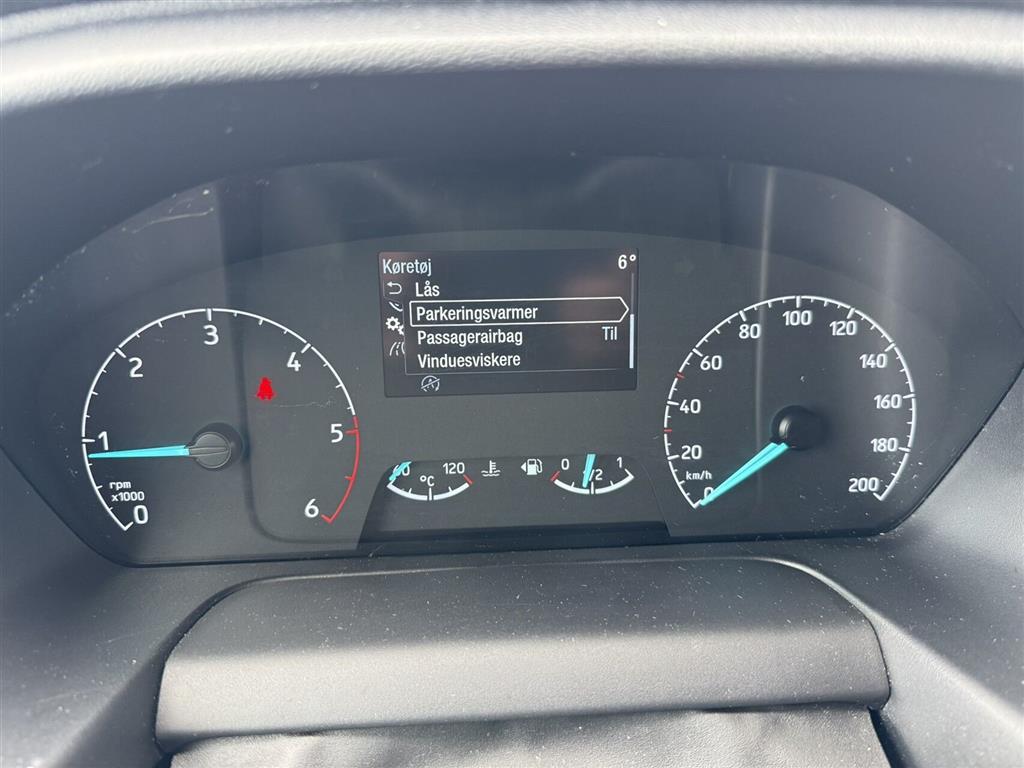 Køretøj 6°
Lås
Parkeringsvarmer
Passagerairbag Til
Vinduesviskere
0
1
2
3
4
5
6
rpm
x1000
60 120
°C
0 1/2 1
0
20
40
60
80
100
120
140
160
180
200
km/h